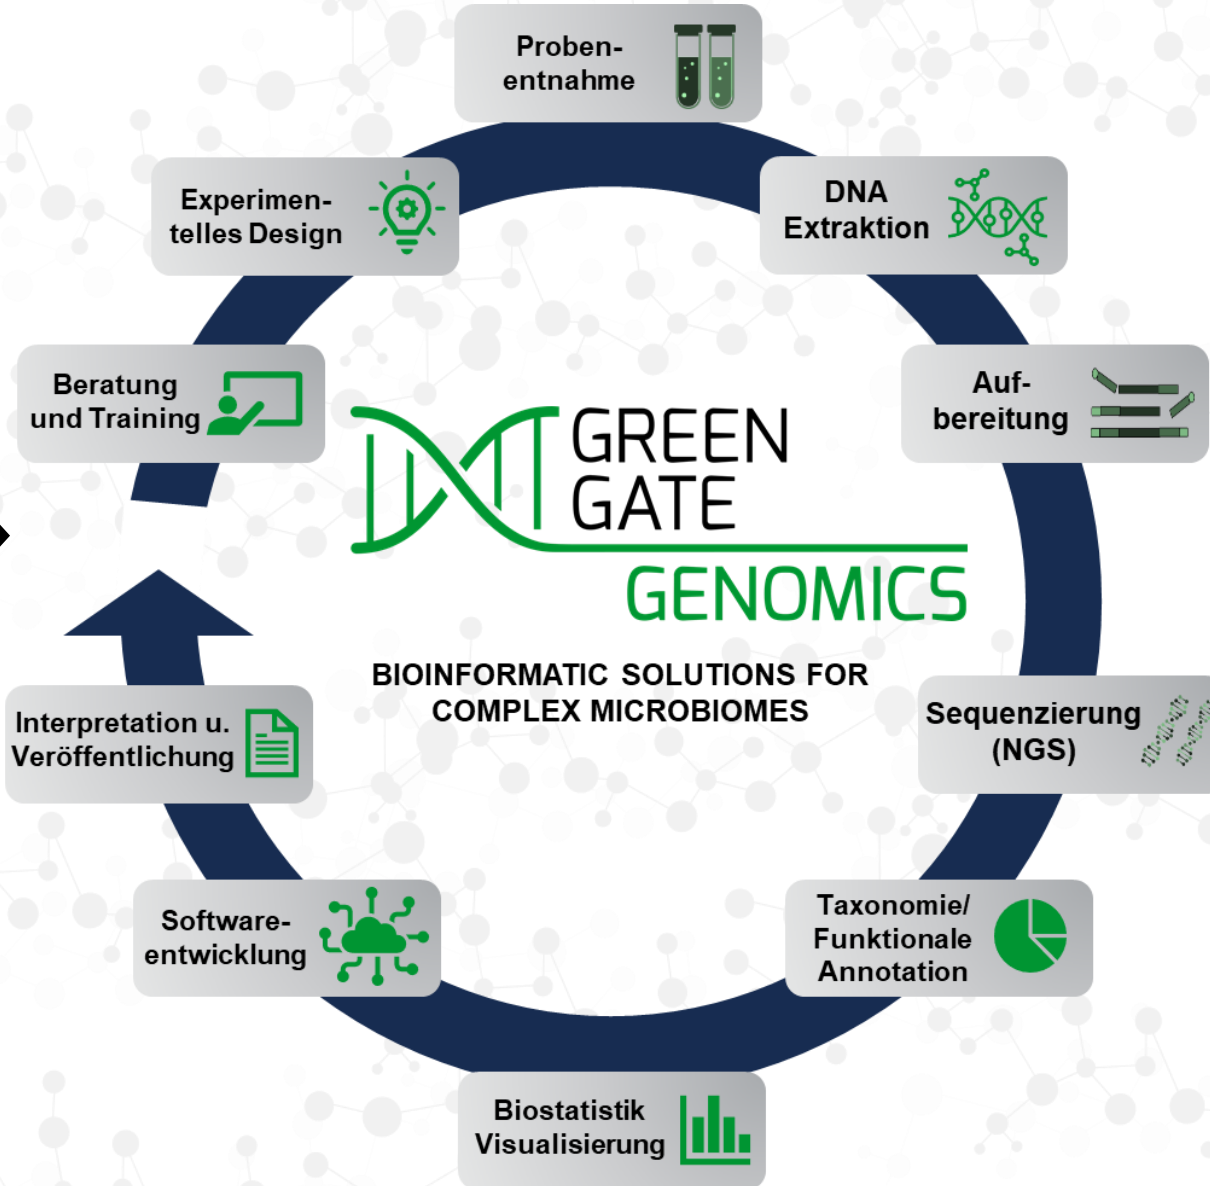 Proben-
entnahme
Experimen-
telles Design
DNA
Extraktion
Beratung
und Training
Auf-
bereitung
GREEN
GATE
GENOMICS
BIOINFORMATIC SOLUTIONS FOR
COMPLEX MICROBIOMES
Interpretation u.
Veröffentlichung
Sequenzierung
(NGS)
Software-
entwicklung
Taxonomie/
Funktionale
Annotation
Biostatistik
Visualisierung